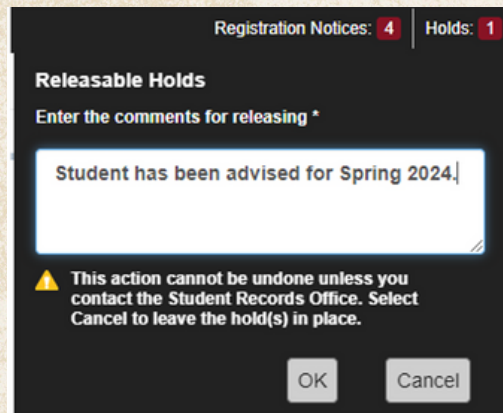 Registration Notices: 4 Holds: 1
Releasable Holds
Enter the comments for releasing *
Student has been advised for Spring 2024.
This action cannot be undone unless you
contact the Student Records Office. Select
Cancel to leave the hold(s) in place.
OK Cancel